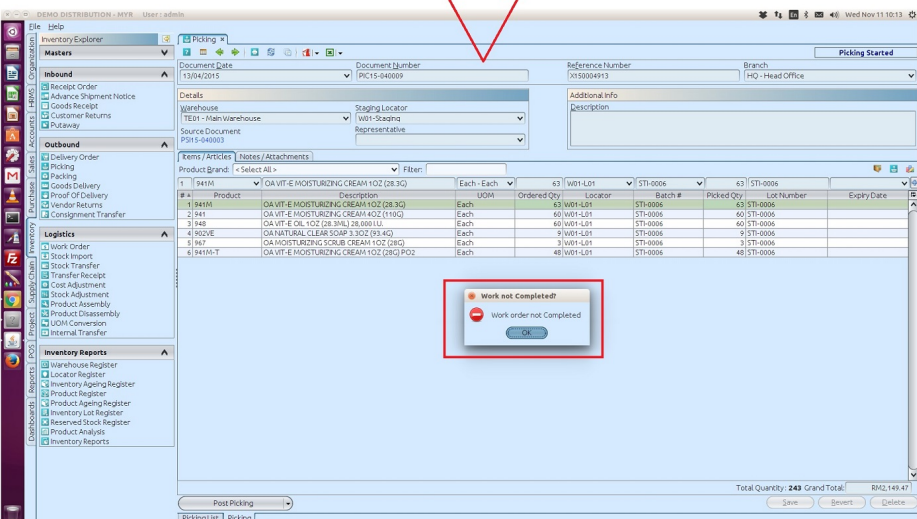 DEMO DISTRIBUTION - MYR User : admin
Wed Nov 11 10:13
File Help
Inventory Explorer
Picking
Masters
Picking Started
Document Date Document Number Reference Number Branch
13/04/2015 PIC15-040009 X150004913 HQ - Head Office
Inbound
Receipt Order
Advance Shipment Notice
Goods Receipt
Customer Returns
Putaway
Details
Additional Info
Warehouse Staging Locator Description
TE01 - Main Warehouse W01-Staging
Source Document Representative
PSI15-040003
Outbound
Delivery Order
Picking
Packing
Goods Delivery
Proof Of Delivery
Vendor Returns
Consignment Transfer
Items / Articles Notes / Attachments
Product Brand: < Select All > Filter:
1 941M OA VIT-E MOISTURIZING CREAM 1OZ (28.3G) Each - Each 63 W01-L01 STI-0006 63 STI-0006
# Product Description UOM Ordered Qty Locator Batch # Picked Qty Lot Number Expiry Date
1 941M OA VIT-E MOISTURIZING CREAM 1OZ (28.3G) Each 63 W01-L01 STI-0006 63 STI-0006
2 941 OA VIT-E MOISTURIZING CREAM 4OZ (110G) Each 60 W01-L01 STI-0006 60 STI-0006
3 948 OA VIT-E OIL 1OZ (28.3ML) 28,000 I.U. Each 60 W01-L01 STI-0006 60 STI-0006
4 902VE OA NATURAL CLEAR SOAP 3.3OZ (93.4G) Each 9 W01-L01 STI-0006 9 STI-0006
5 967 OA MOISTURIZING SCRUB CREAM 1OZ (28G) Each 3 W01-L01 STI-0006 3 STI-0006
6 941M-T OA VIT-E MOISTURIZING CREAM 1OZ (28G) PO2 Each 48 W01-L01 STI-0006 48 STI-0006
Logistics
Work Order
Stock Import
Stock Transfer
Transfer Receipt
Cost Adjustment
Stock Adjustment
Product Assembly
Product Disassembly
UOM Conversion
Internal Transfer
Work not Completed?
Work order not Completed
OK
Inventory Reports
Warehouse Register
Locator Register
Inventory Ageing Register
Product Register
Product Ageing Register
Inventory Lot Register
Reserved Stock Register
Product Analysis
Inventory Reports
Organization
HRMS
Accounts
Sales
Purchase
Inventory
Supply Chain
Project
POS
Reports
Dashboards
Total Quantity: 243 Grand Total: RM2,149.47
Post Picking Save Revert Delete
Picking List Picking